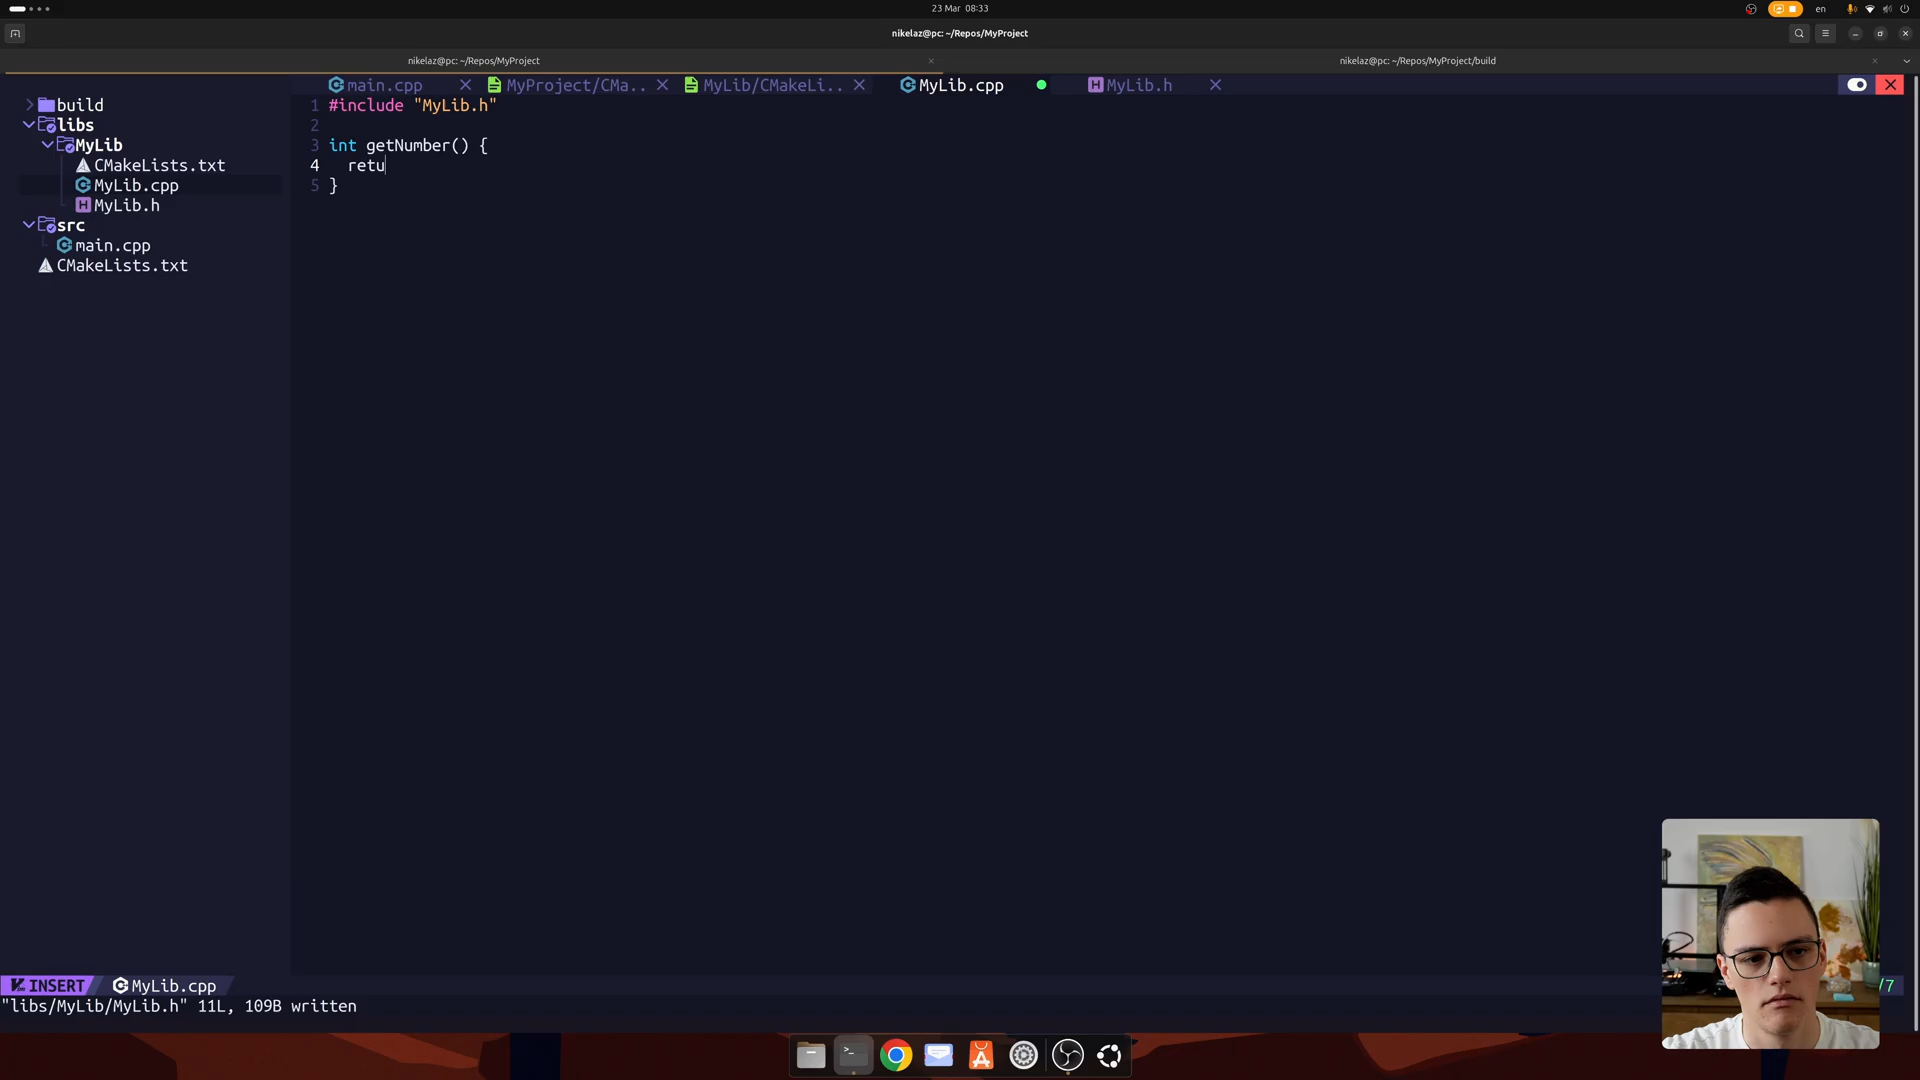 23 Mar 08:33
en
nikelaz@pc: ~/Repos/MyProject
nikelaz@pc: ~/Repos/MyProject
nikelaz@pc: ~/Repos/MyProject/build
main.cpp
MyProject/CMa..
MyLib/CMakeLi..
MyLib.cpp
MyLib.h
build
libs
MyLib
CMakeLists.txt
MyLib.cpp
MyLib.h
src
main.cpp
CMakeLists.txt
1 #include "MyLib.h"
2
3 int getNumber() {
4 retu
5 }
INSERT
MyLib.cpp
/7
"libs/MyLib/MyLib.h" 11L, 109B written